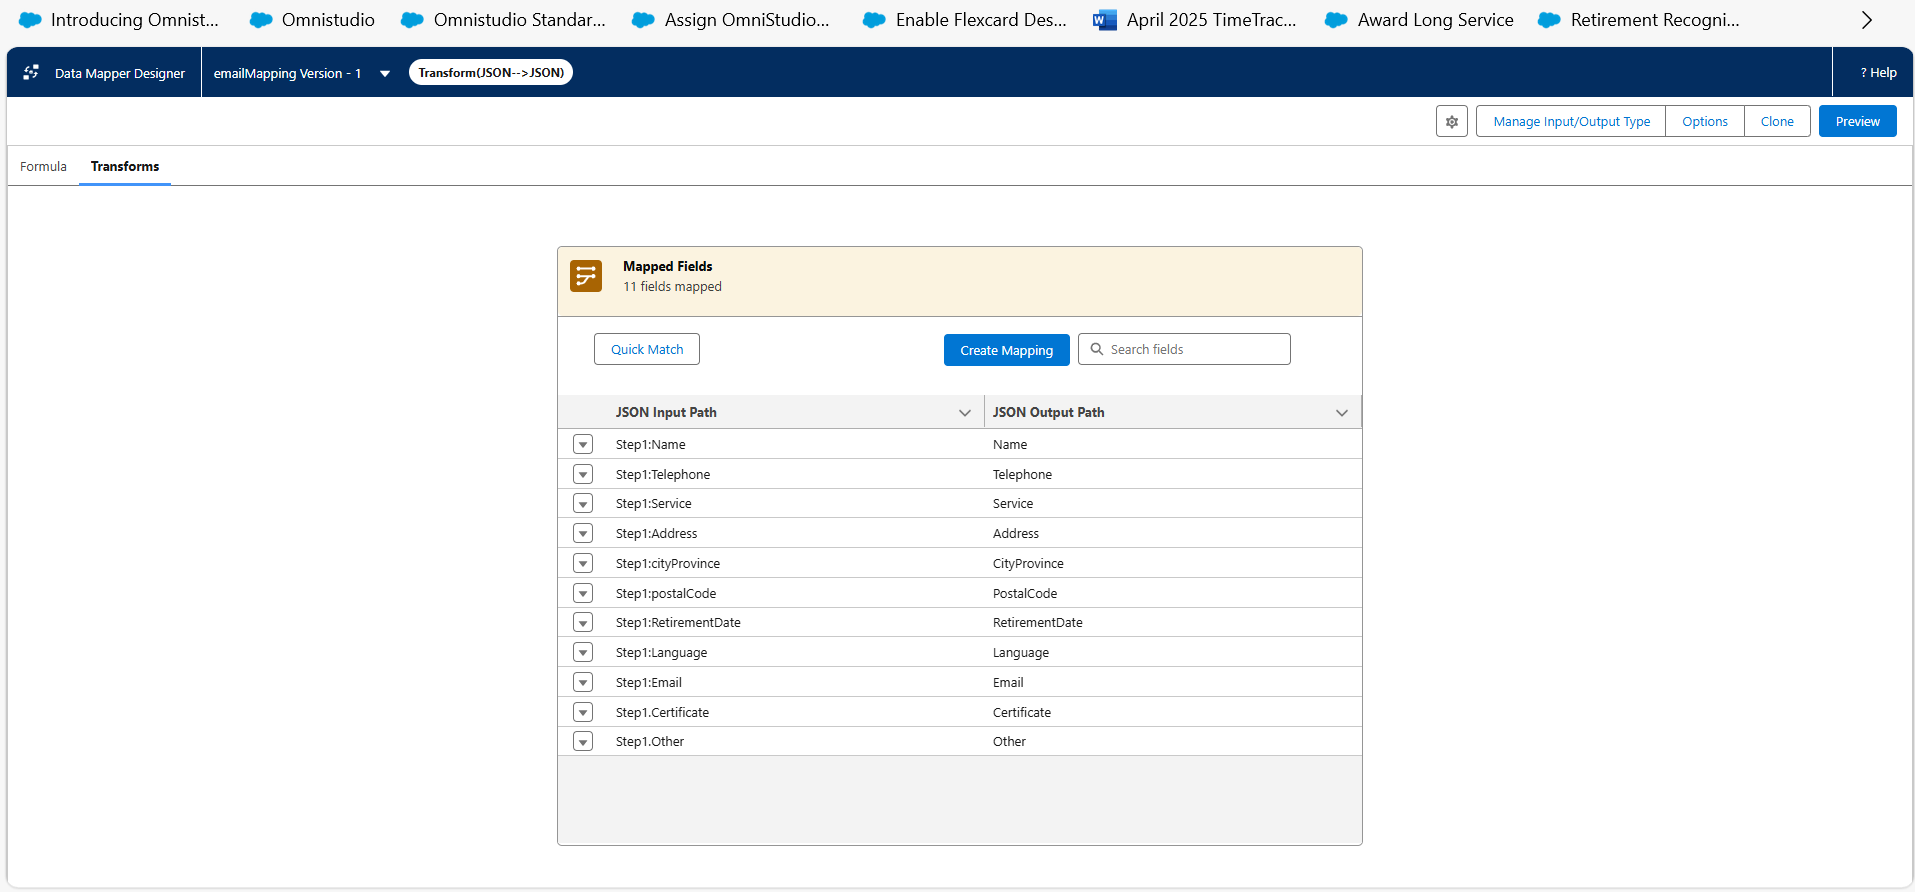 Introducing Omnist... Omnistudio Omnistudio Standar... Assign OmniStudio... Enable Flexcard Des... April 2025 TimeTrac... Award Long Service Retirement Recogni...
Data Mapper Designer emailMapping Version - 1 Transform(JSON-->JSON) ? Help
Manage Input/Output Type Options Clone Preview
Formula Transforms
Mapped Fields
11 fields mapped
Quick Match Create Mapping Search fields
JSON Input Path JSON Output Path
Step1:Name Name
Step1:Telephone Telephone
Step1:Service Service
Step1:Address Address
Step1:cityProvince CityProvince
Step1:postalCode PostalCode
Step1:RetirementDate RetirementDate
Step1:Language Language
Step1:Email Email
Step1.Certificate Certificate
Step1.Other Other